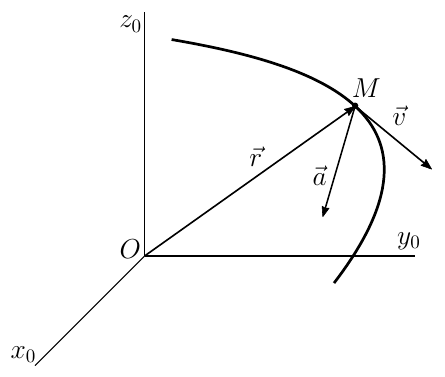 z₀
M
v⃗
r⃗
a⃗
O
y₀
x₀